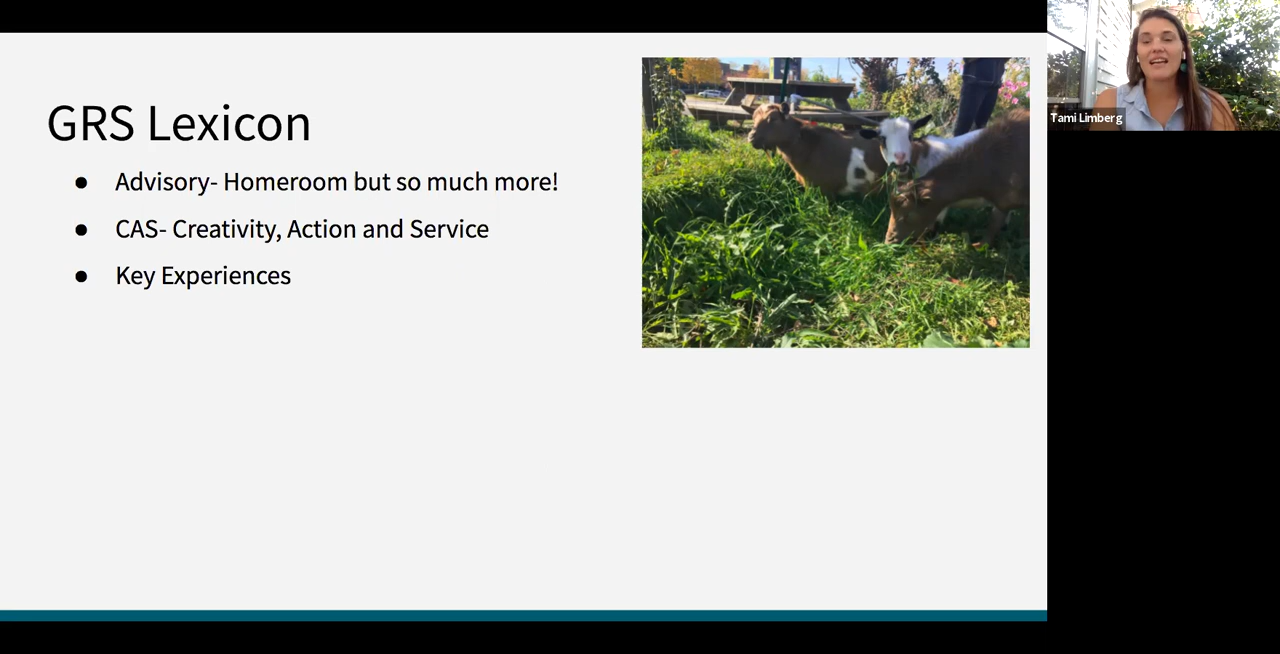 GRS Lexicon
● Advisory- Homeroom but so much more!
● CAS- Creativity, Action and Service
● Key Experiences
Tami Limberg